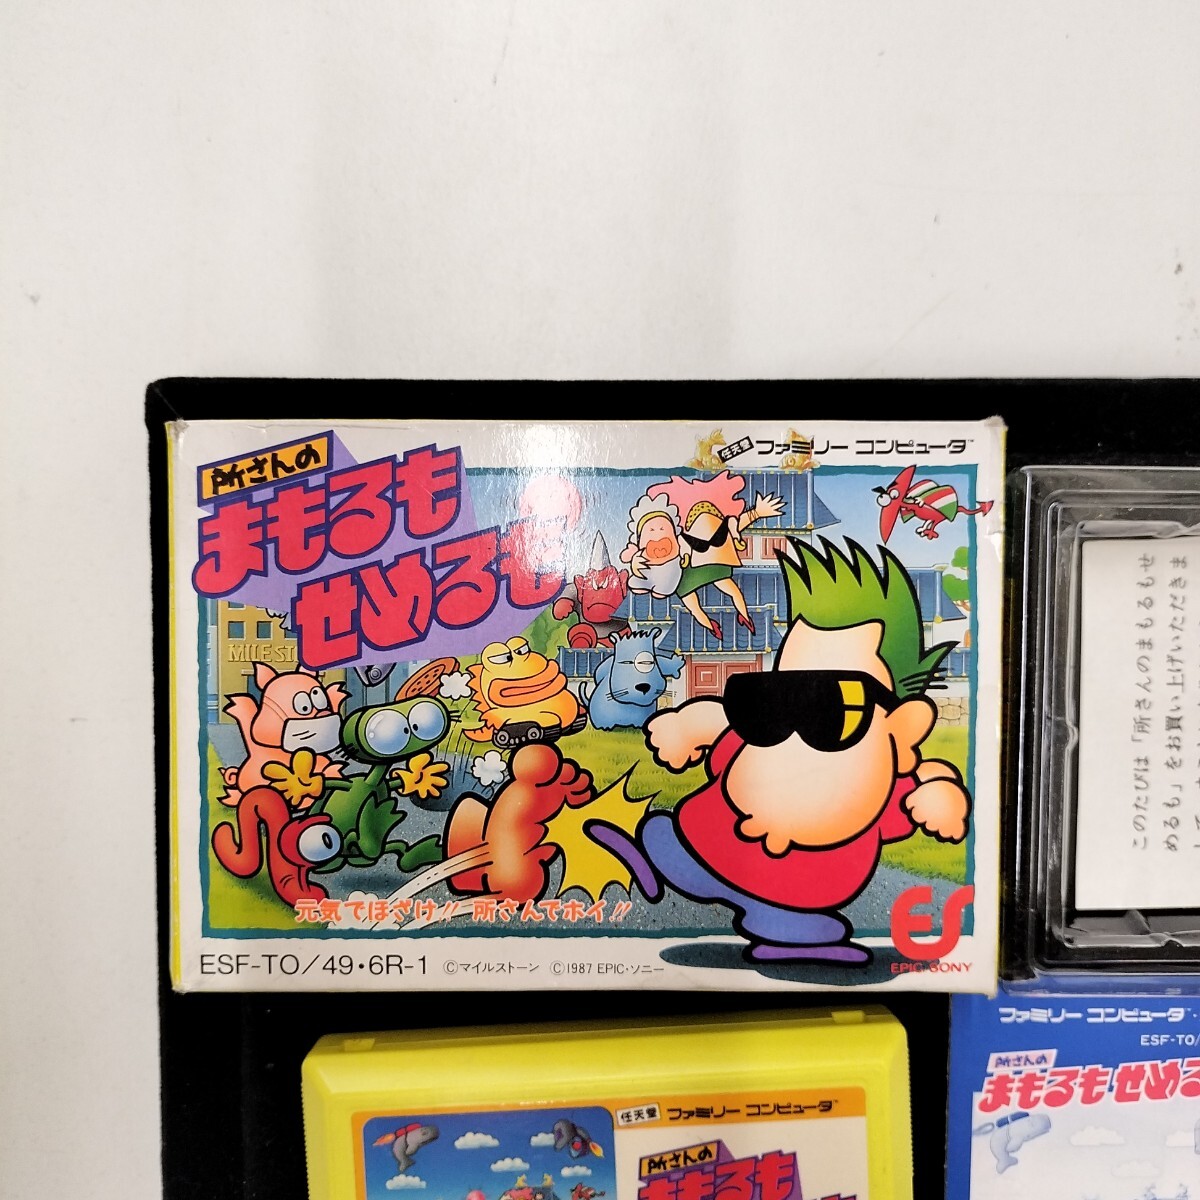 所さんの
まもるも
せめるも
任天堂 ファミリー コンピュータ™
元気でほざけ!! 所さんでホイ!!
ES
EPIC·SONY
ESF-TO/49・6R-1 ©マイルストーン ©1987 EPIC・ソニー
このたびは「所さんのまもるもせ
めるも」をお買い上げいただきま
任天堂 ファミリー コンピュータ™
所さんの
まもるも
ファミリー コンピュータ
ESF-TO/
所さんの
まもるもせめる